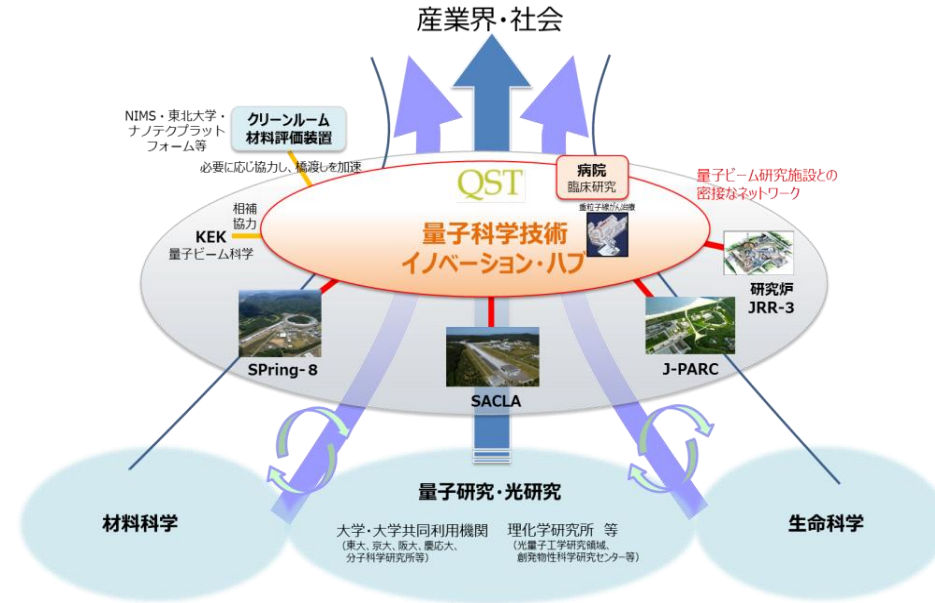 産業界・社会
NIMS・東北大学・
ナノテクプラット
フォーム等
クリーンルーム
材料評価装置
必要に応じ協力し、橋渡しを加速
QST
病院
臨床研究
重粒子線がん治療
量子ビーム研究施設との
密接なネットワーク
相補
協力
KEK
量子ビーム科学
量子科学技術
イノベーション・ハブ
研究炉
JRR-3
SPring-8
SACLA
J-PARC
材料科学
量子研究・光研究
大学・大学共同利用機関
（東大、京大、阪大、慶応大、
分子科学研究所等）
理化学研究所 等
（光量子工学研究領域、
創発物性科学研究センター等）
生命科学